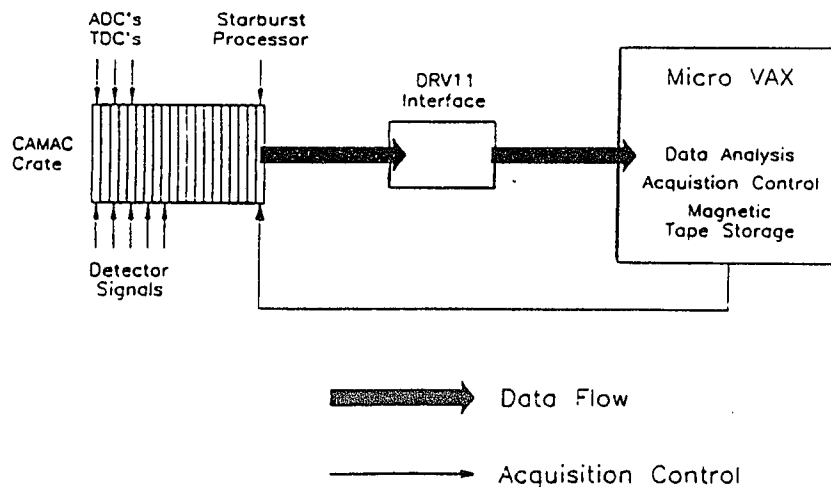 ADC's
TDC's
Starburst
Processor
DRV11
Interface
Micro VAX
CAMAC
Crate
Data Analysis
Acquistion Control
Magnetic
Tape Storage
Detector
Signals
Data Flow
Acquisition Control